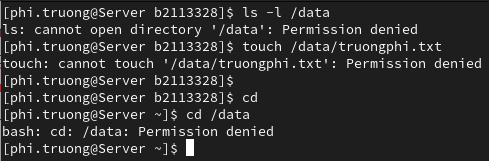 [phi.truong@Server b2113328]$ ls -l /data
ls: cannot open directory '/data': Permission denied
[phi.truong@Server b2113328]$ touch /data/truongphi.txt
touch: cannot touch '/data/truongphi.txt': Permission denied
[phi.truong@Server b2113328]$
[phi.truong@Server b2113328]$ cd
[phi.truong@Server ~]$ cd /data
bash: cd: /data: Permission denied
[phi.truong@Server ~]$